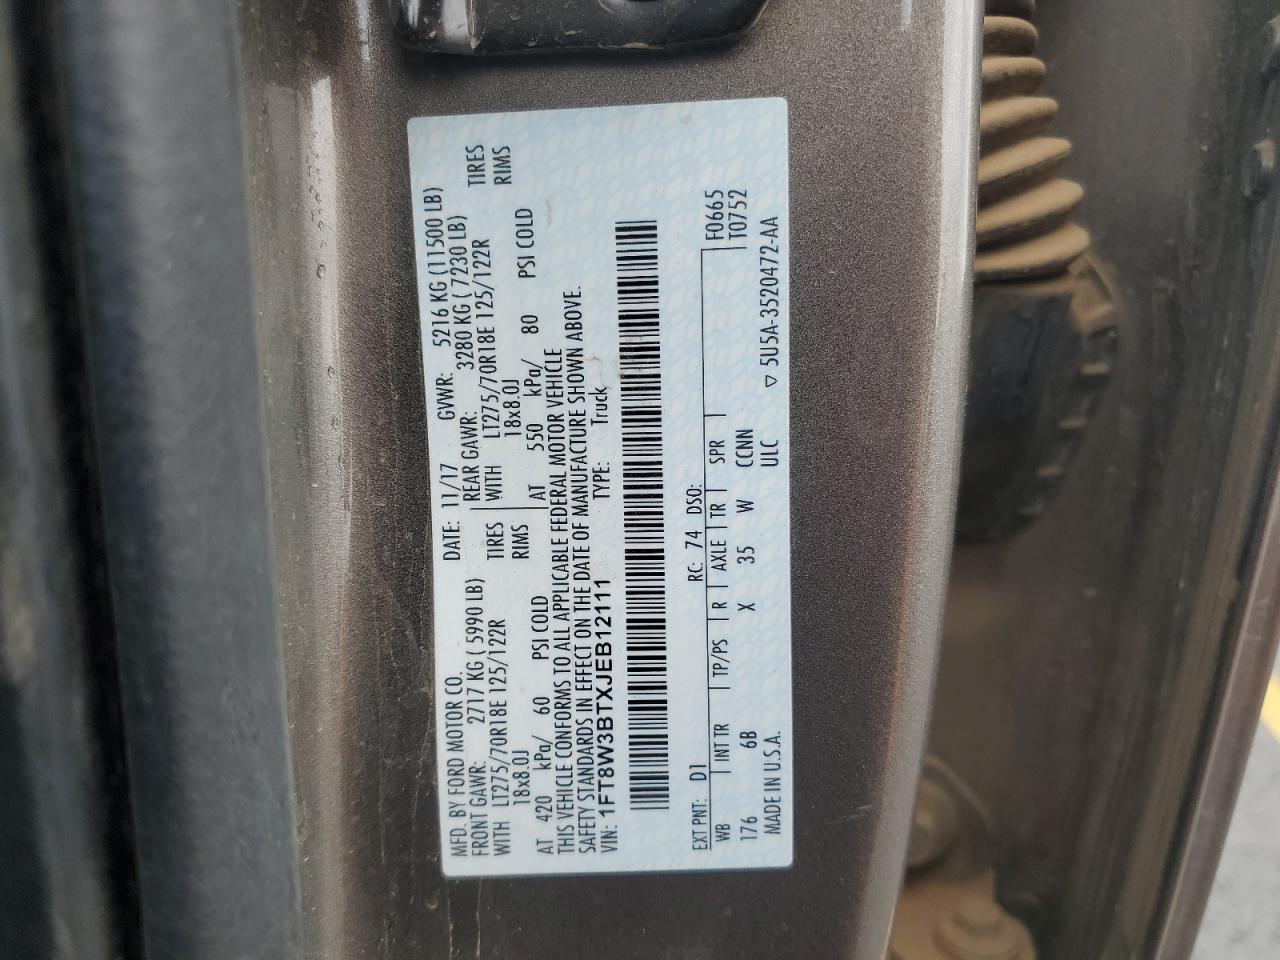 MFD. BY FORD MOTOR CO. DATE: 11/17 GVWR: 5216 KG (11500 LB)
FRONT GAWR: 2717 KG ( 5990 LB) REAR GAWR: 3280 KG ( 7230 LB)
WITH LT275/70R18E 125/122R TIRES WITH LT275/70R18E 125/122R TIRES
18x8.0J RIMS 18x8.0J RIMS
AT 420 kPa/ 60 PSI COLD AT 550 kPa/ 80 PSI COLD
THIS VEHICLE CONFORMS TO ALL APPLICABLE FEDERAL MOTOR VEHICLE
SAFETY STANDARDS IN EFFECT ON THE DATE OF MANUFACTURE SHOWN ABOVE.
VIN: 1FT8W3BTXJEB12111 TYPE: Truck
EXT PNT: D1 RC: 74 DSO: F0665
WB INT TR TP/PS R AXLE TR SPR T0752
176 6B X 35 W CCNN
MADE IN U.S.A. ULC ▽ 5U5A-3520472-AA